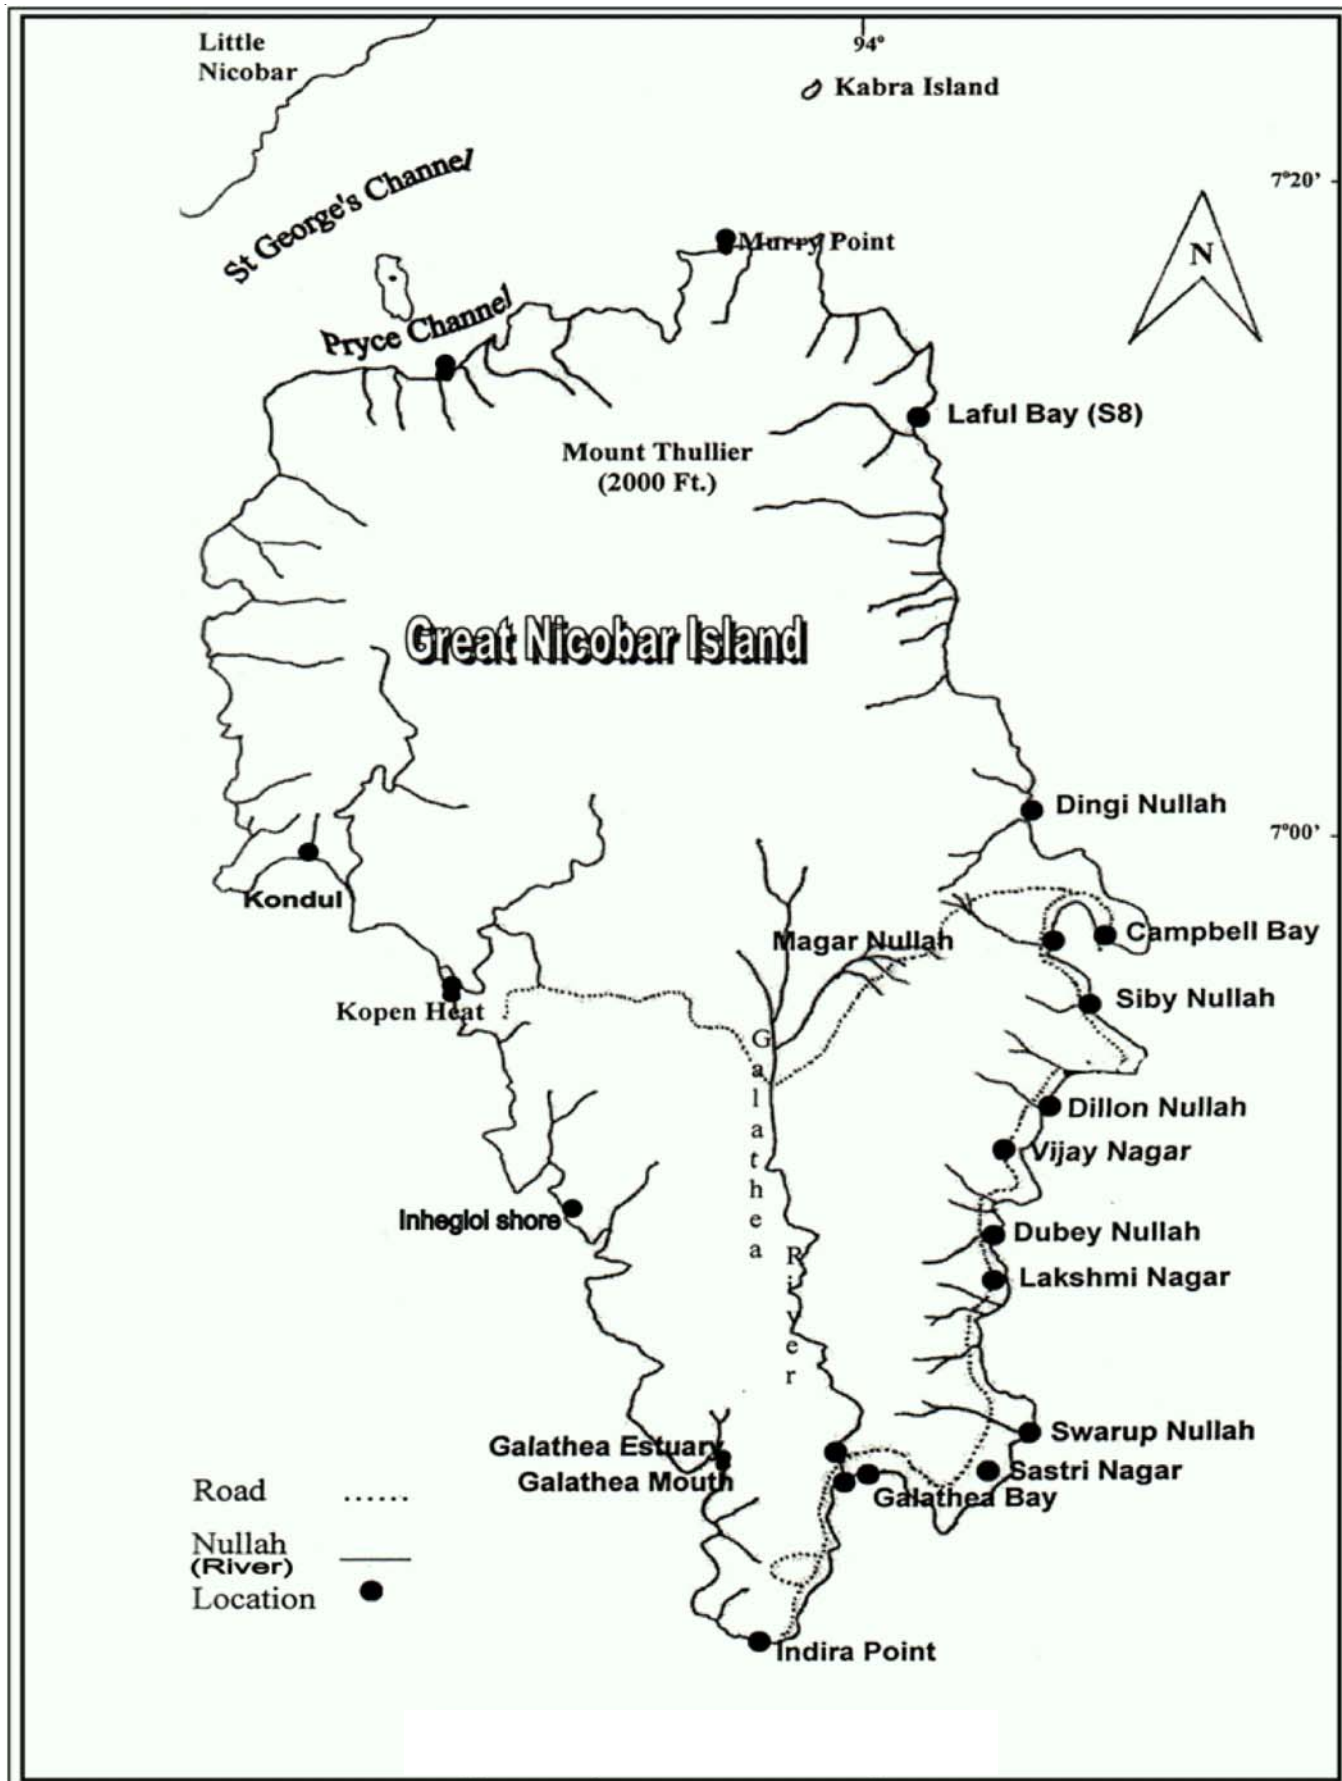 Little
Nicobar
94°
Kabra Island
7°20'
St George's Channel
Murry Point
N
Pryce Channel
Laful Bay (S8)
Mount Thullier
(2000 Ft.)
Great Nicobar Island
Dingi Nullah
7°00'
Kondul
Magar Nullah
Campbell Bay
Kopen Heat
Siby Nullah
Galathea
River
Dillon Nullah
Vijay Nagar
Inhegloi shore
Dubey Nullah
Lakshmi Nagar
Galathea Estuary
Swarup Nullah
Galathea Mouth
Sastri Nagar
Galathea Bay
Road
Nullah
(River)
Location
Indira Point